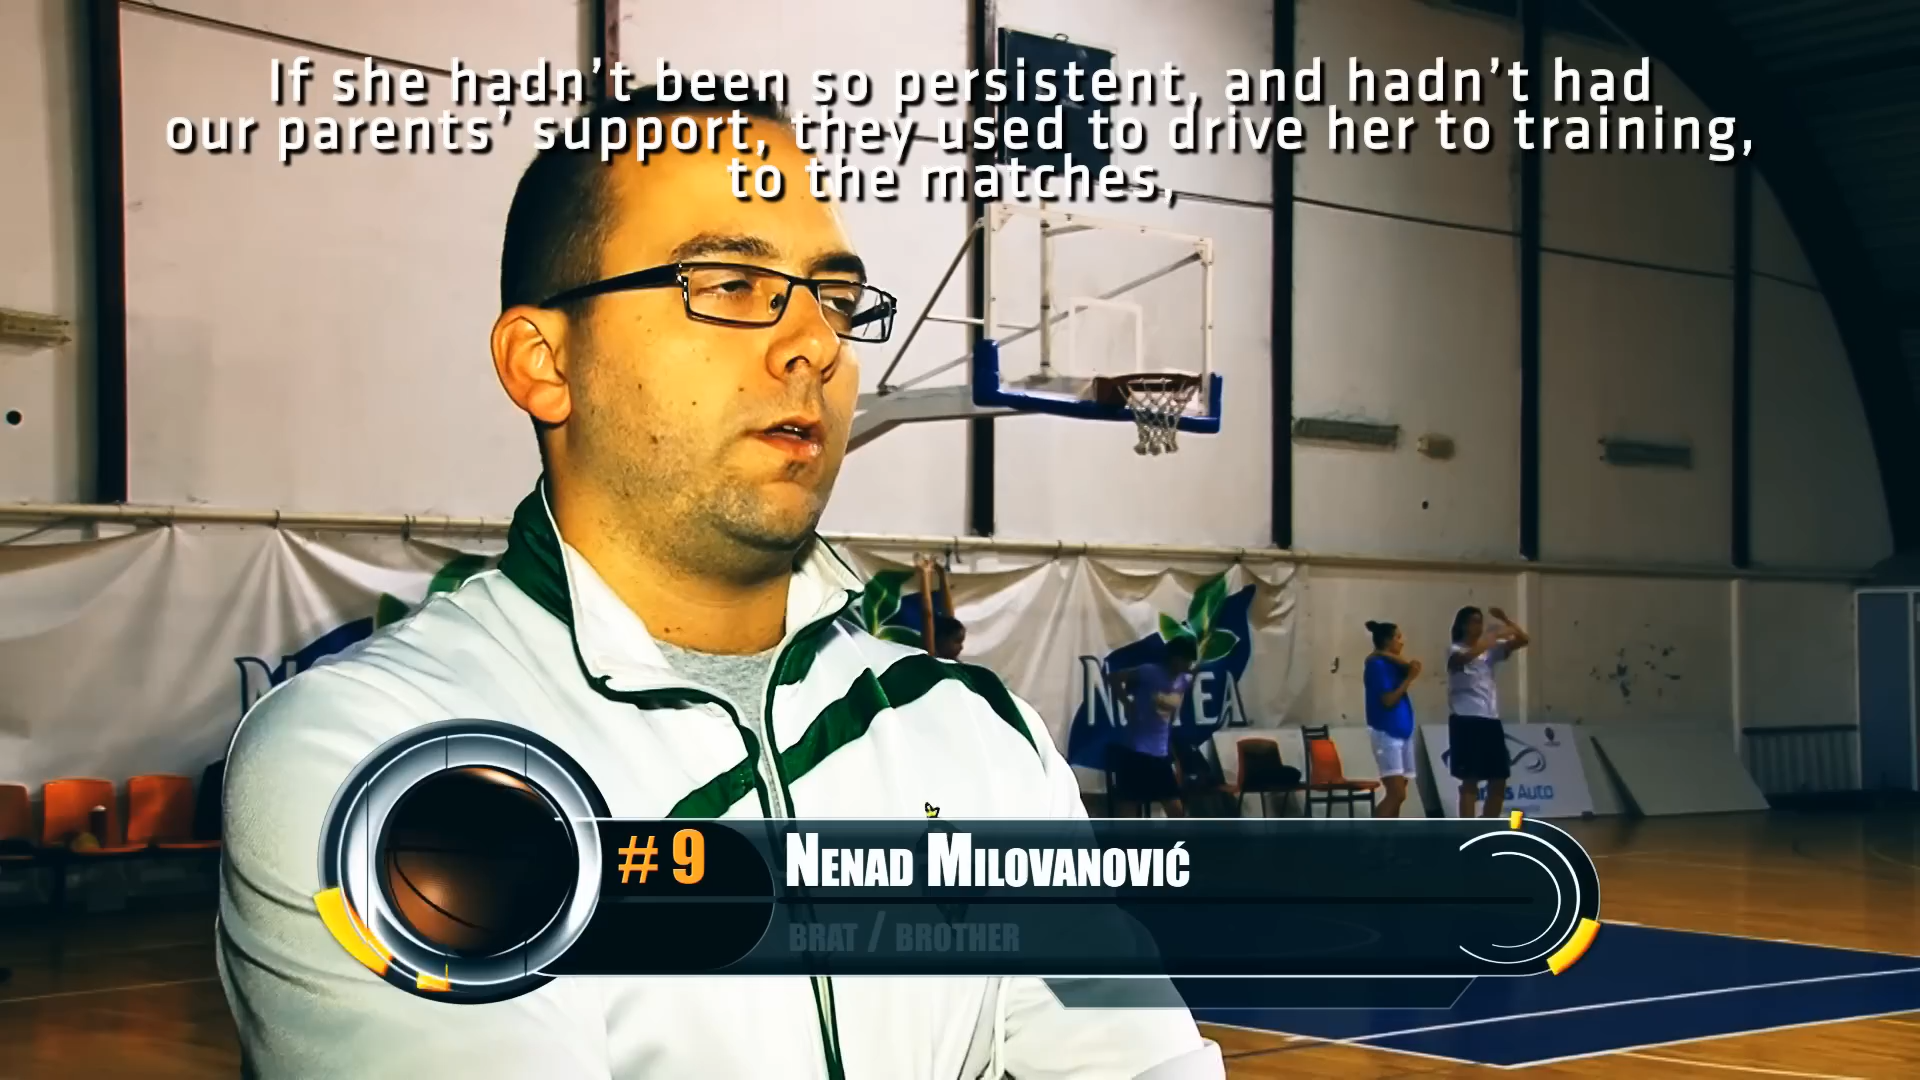 If she hadn't been so persistent, and hadn't had
our parents' support, they used to drive her to training,
to the matches,
# 9
Nenad Milovanović
BRAT / BROTHER
Auto